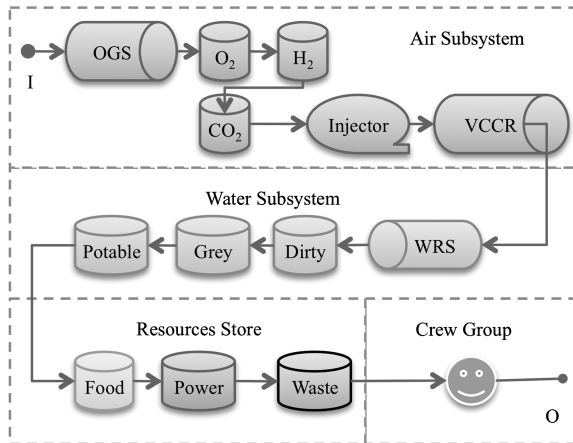 Air Subsystem
I
OGS
O₂
H₂
CO₂
Injector
VCCR
Water Subsystem
Potable
Grey
Dirty
WRS
Resources Store
Crew Group
Food
Power
Waste
O